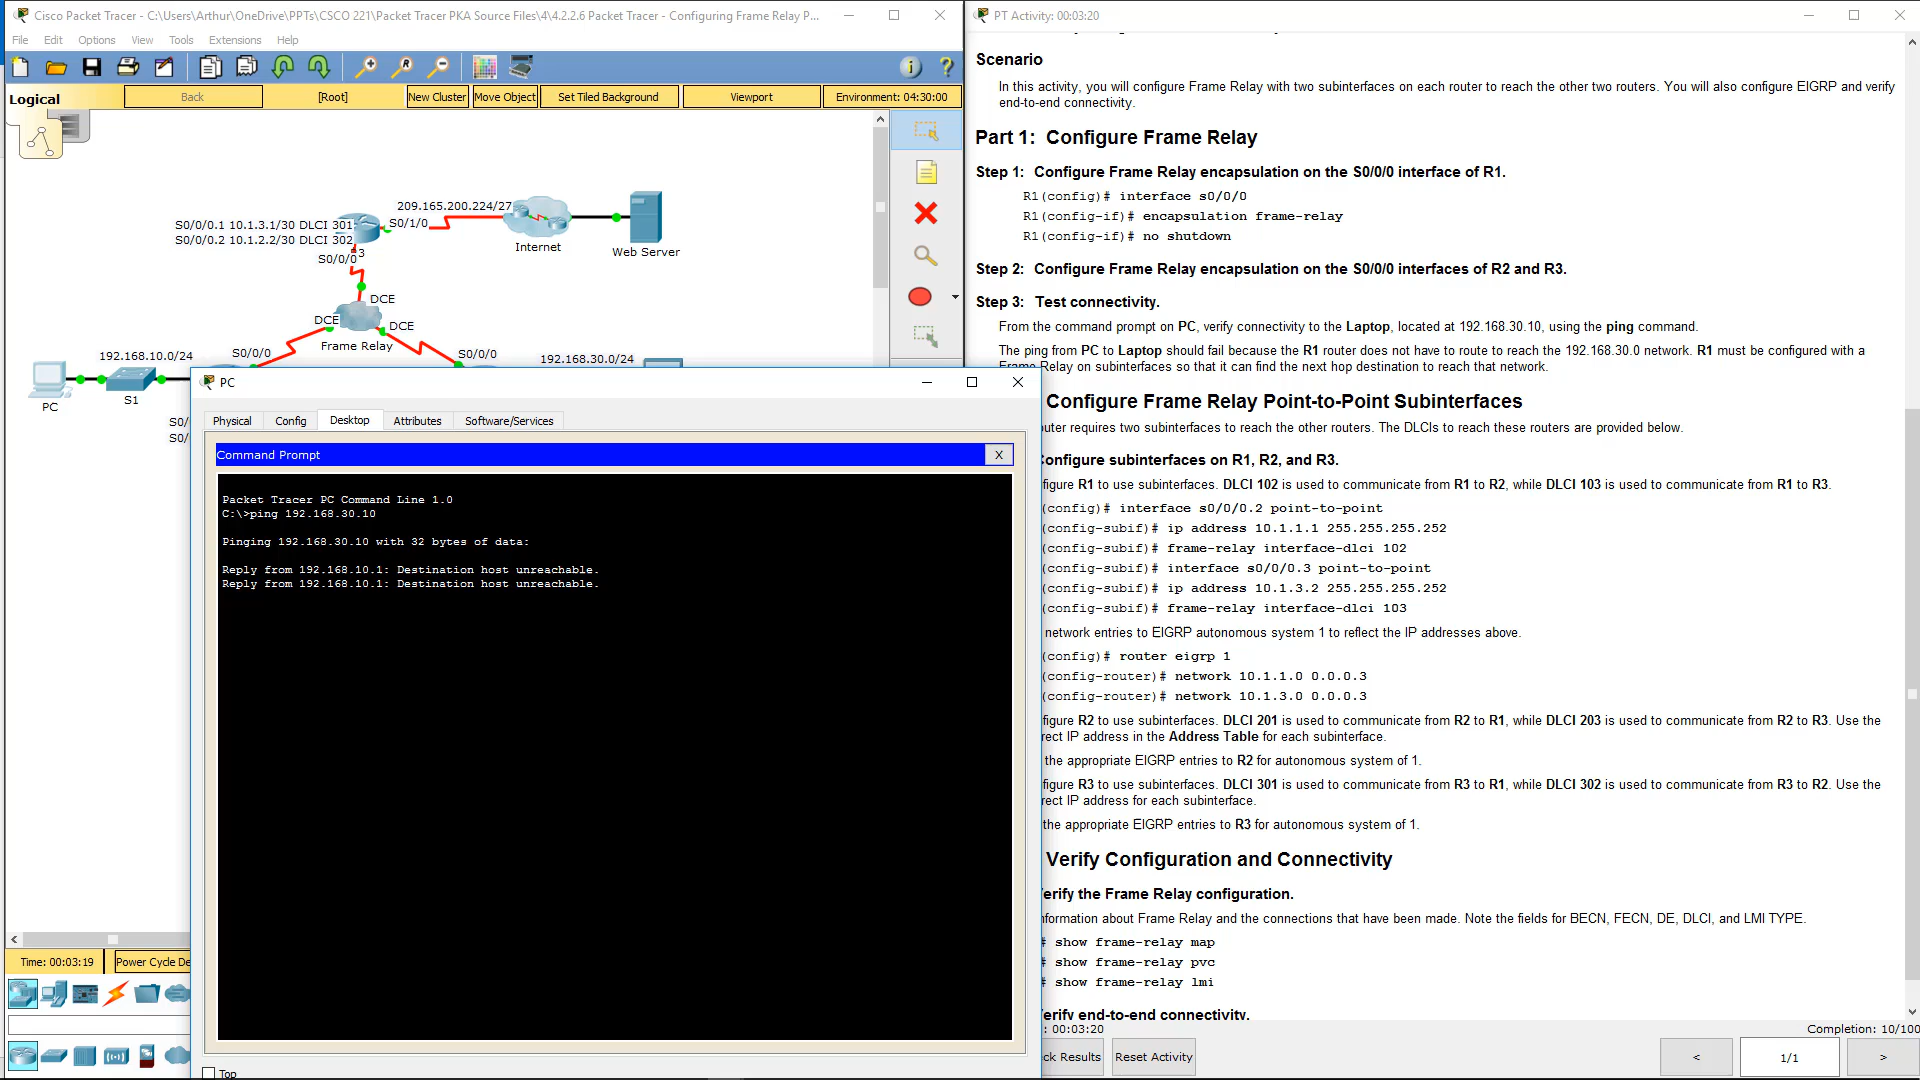 Cisco Packet Tracer - C:\Users\Arthur\OneDrive\PPTs\CSCO 221\Packet Tracer PKA Source Files\4\4.2.2.6 Packet Tracer - Configuring Frame Relay P...
File Edit Options View Tools Extensions Help
Logical
Back
[Root]
New Cluster
Move Object
Set Tiled Background
Viewport
Environment: 04:30:00
209.165.200.224/27
S0/0/0.1 10.1.3.1/30 DLCI 301
S0/1/0
S0/0/0.2 10.1.2.2/30 DLCI 302
Internet
Web Server
3
S0/0/0
DCE
DCE
DCE
Frame Relay
192.168.10.0/24
S0/0/0
S0/0/0
192.168.30.0/24
PC
S1
S0/
S0/
PC
Physical
Config
Desktop
Attributes
Software/Services
Command Prompt
X
Packet Tracer PC Command Line 1.0
C:\>ping 192.168.30.10
Pinging 192.168.30.10 with 32 bytes of data:
Reply from 192.168.10.1: Destination host unreachable.
Reply from 192.168.10.1: Destination host unreachable.
Top
Time: 00:03:19
Power Cycle De
PT Activity: 00:03:20
Scenario
In this activity, you will configure Frame Relay with two subinterfaces on each router to reach the other two routers. You will also configure EIGRP and verify
end-to-end connectivity.
Part 1: Configure Frame Relay
Step 1: Configure Frame Relay encapsulation on the S0/0/0 interface of R1.
R1(config)# interface s0/0/0
R1(config-if)# encapsulation frame-relay
R1(config-if)# no shutdown
Step 2: Configure Frame Relay encapsulation on the S0/0/0 interfaces of R2 and R3.
Step 3: Test connectivity.
From the command prompt on PC, verify connectivity to the Laptop, located at 192.168.30.10, using the ping command.
The ping from PC to Laptop should fail because the R1 router does not have to route to reach the 192.168.30.0 network. R1 must be configured with a
Frame Relay on subinterfaces so that it can find the next hop destination to reach that network.
Configure Frame Relay Point-to-Point Subinterfaces
outer requires two subinterfaces to reach the other routers. The DLCIs to reach these routers are provided below.
Configure subinterfaces on R1, R2, and R3.
figure R1 to use subinterfaces. DLCI 102 is used to communicate from R1 to R2, while DLCI 103 is used to communicate from R1 to R3.
(config)# interface s0/0/0.2 point-to-point
(config-subif)# ip address 10.1.1.1 255.255.255.252
(config-subif)# frame-relay interface-dlci 102
(config-subif)# interface s0/0/0.3 point-to-point
(config-subif)# ip address 10.1.3.2 255.255.255.252
(config-subif)# frame-relay interface-dlci 103
network entries to EIGRP autonomous system 1 to reflect the IP addresses above.
(config)# router eigrp 1
(config-router)# network 10.1.1.0 0.0.0.3
(config-router)# network 10.1.3.0 0.0.0.3
figure R2 to use subinterfaces. DLCI 201 is used to communicate from R2 to R1, while DLCI 203 is used to communicate from R2 to R3. Use the
rect IP address in the Address Table for each subinterface.
the appropriate EIGRP entries to R2 for autonomous system of 1.
figure R3 to use subinterfaces. DLCI 301 is used to communicate from R3 to R1, while DLCI 302 is used to communicate from R3 to R2. Use the
rect IP address for each subinterface.
the appropriate EIGRP entries to R3 for autonomous system of 1.
Verify Configuration and Connectivity
erify the Frame Relay configuration.
nformation about Frame Relay and the connections that have been made. Note the fields for BECN, FECN, DE, DLCI, and LMI TYPE.
# show frame-relay map
# show frame-relay pvc
# show frame-relay lmi
erify end-to-end connectivity.
: 00:03:20
Completion: 10/100
ck Results
Reset Activity
<
1/1
>